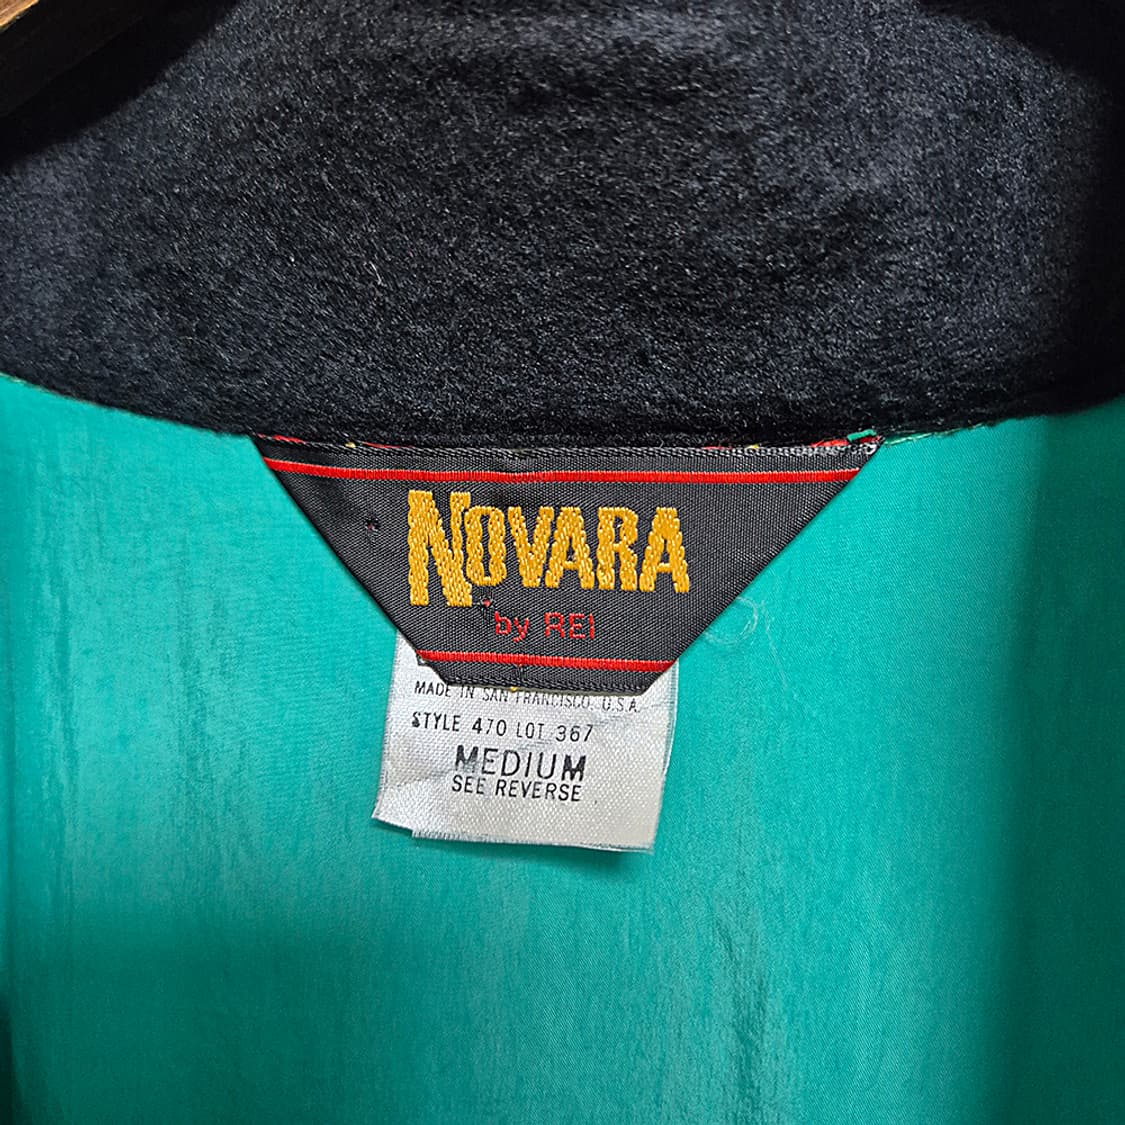 NOVARA
by REI
MADE IN SAN FRANCISCO, U.S.A.
STYLE 470 LOT 367
MEDIUM
SEE REVERSE